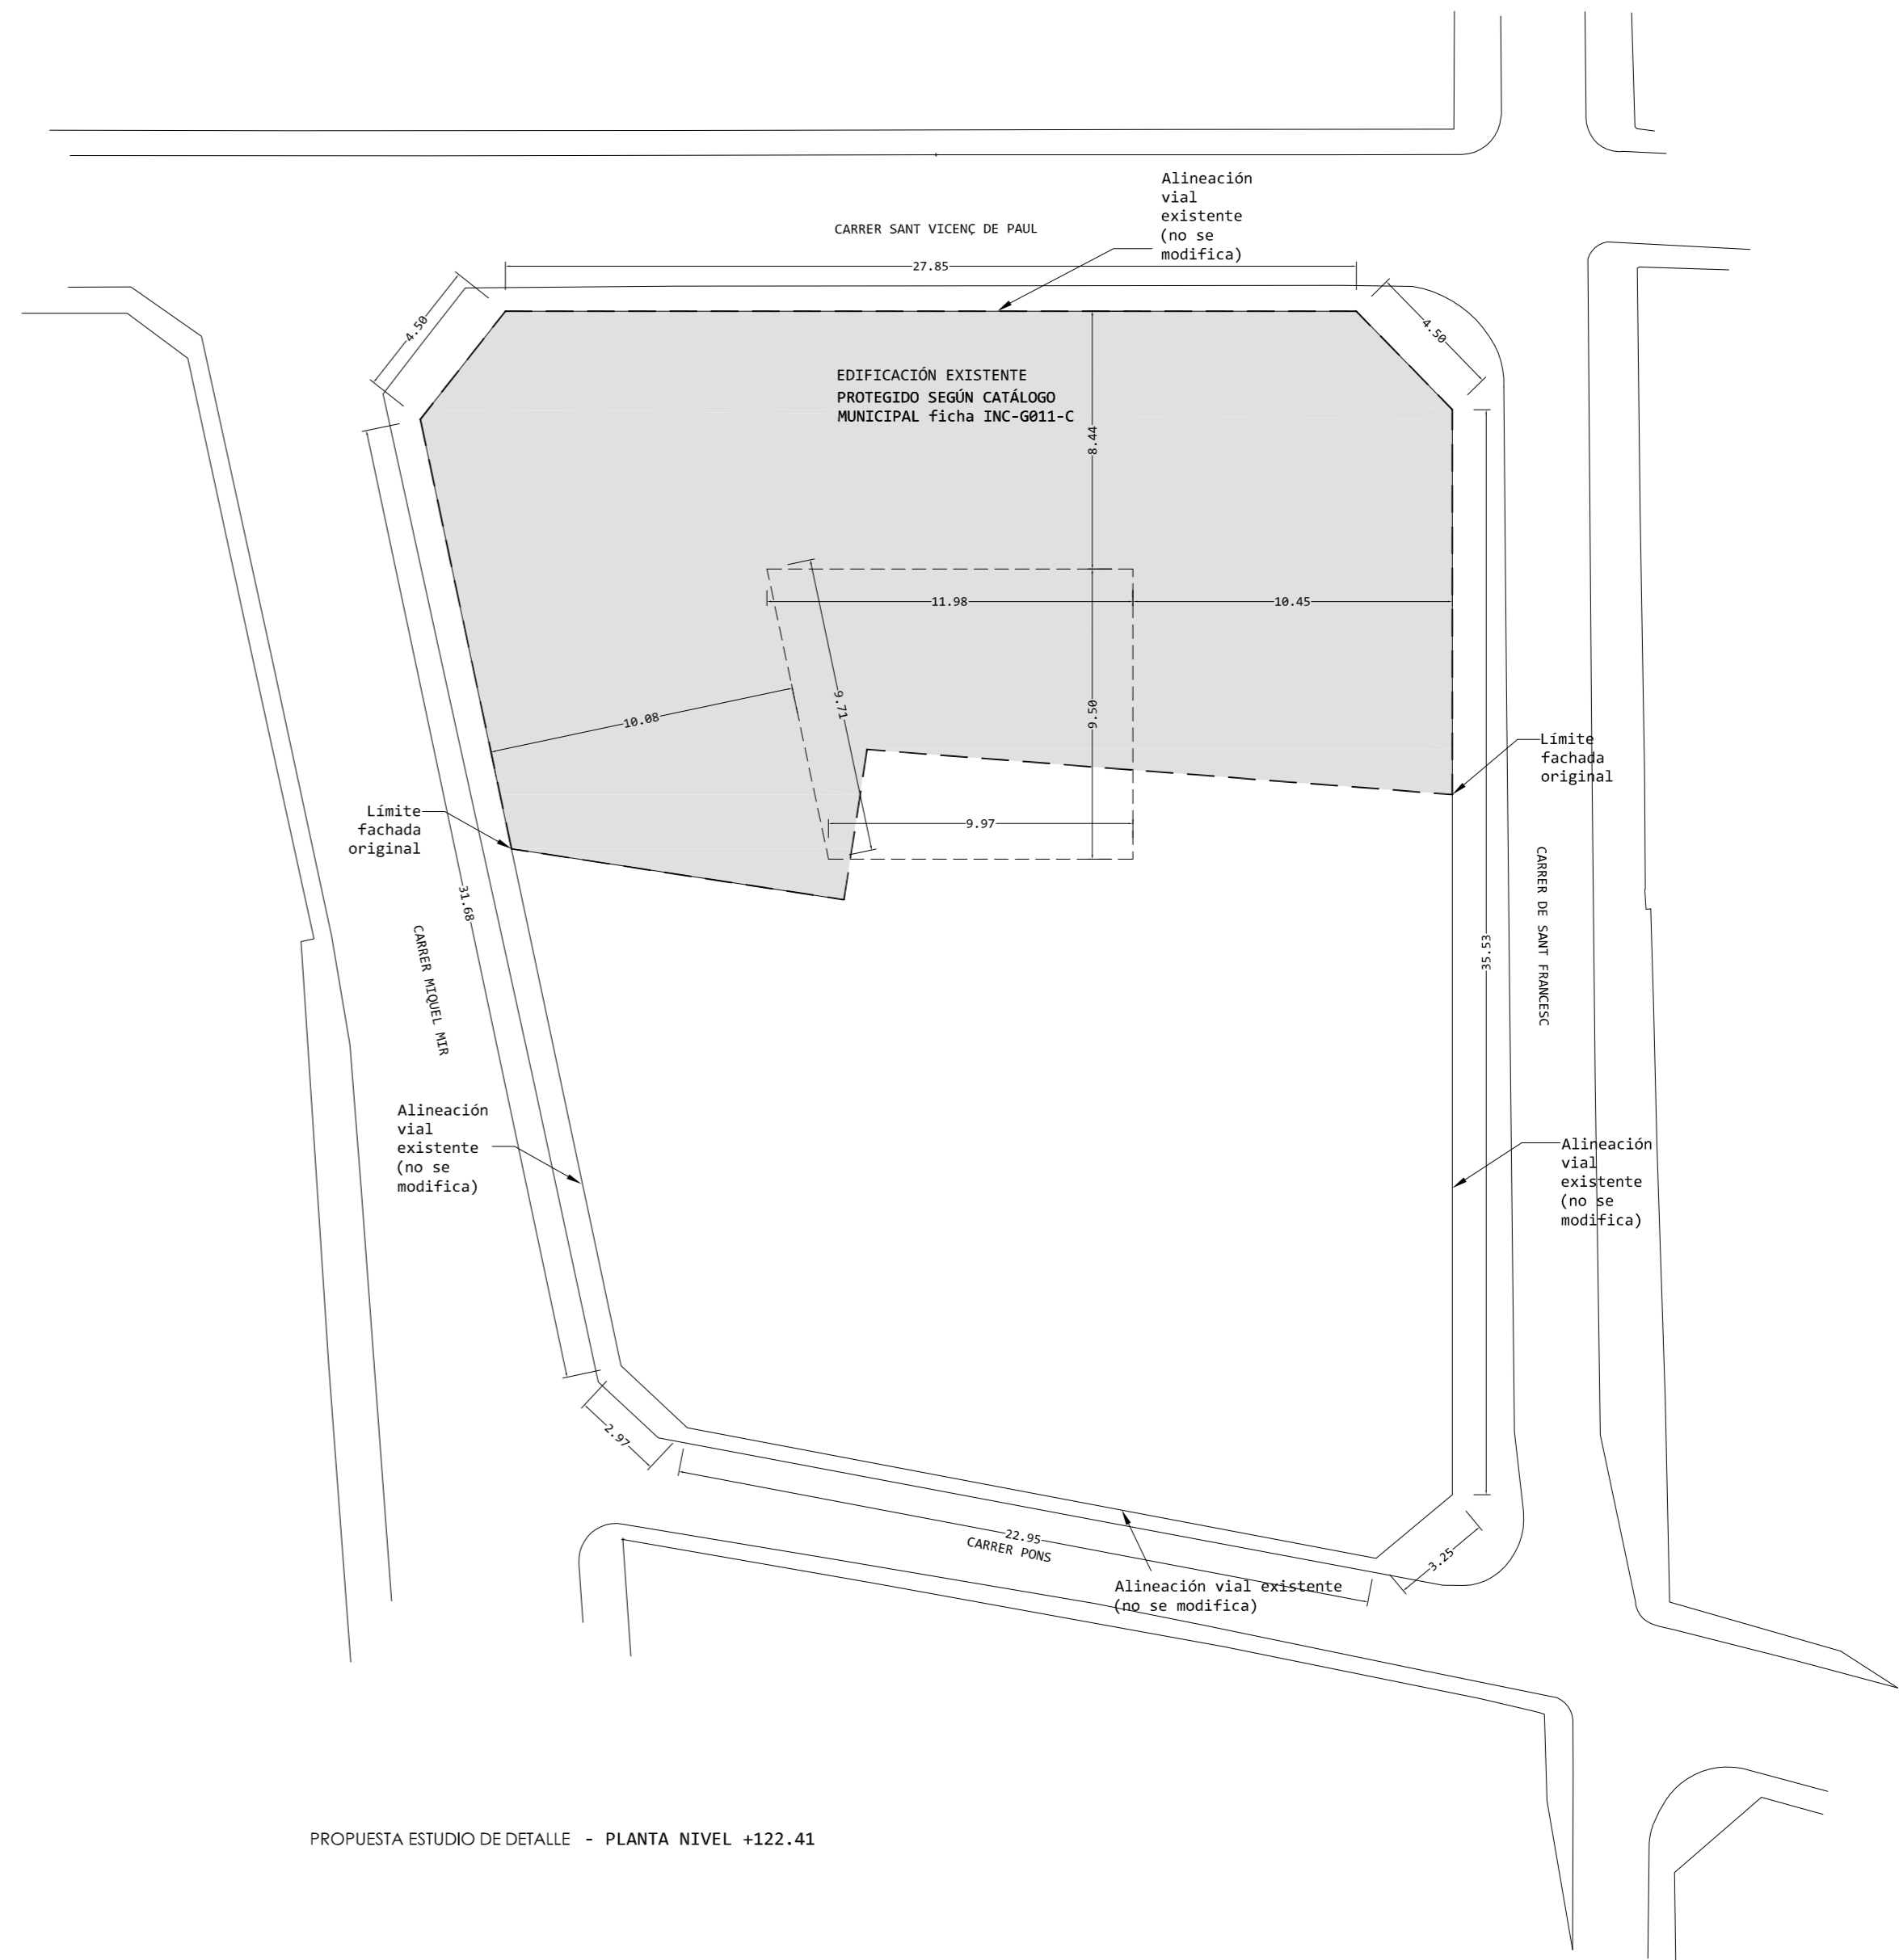 Alineación
vial
existente
(no se
modifica)
CARRER SANT VICENÇ DE PAUL
27.85
4.50
4.50
EDIFICACIÓN EXISTENTE
PROTEGIDO SEGÚN CATÁLOGO
MUNICIPAL ficha INC-G011-C
8.44
11.98
10.45
9.71
9.50
10.08
Límite
fachada
original
Límite
fachada
original
9.97
31.68
CARRER MIQUEL MIR
35.53
CARRER DE SANT FRANCESC
Alineación
vial
existente
(no se
modifica)
Alineación
vial
existente
(no se
modifica)
2.97
22.95
CARRER PONS
3.25
Alineación vial existente
(no se modifica)
PROPUESTA ESTUDIO DE DETALLE - PLANTA NIVEL +122.41